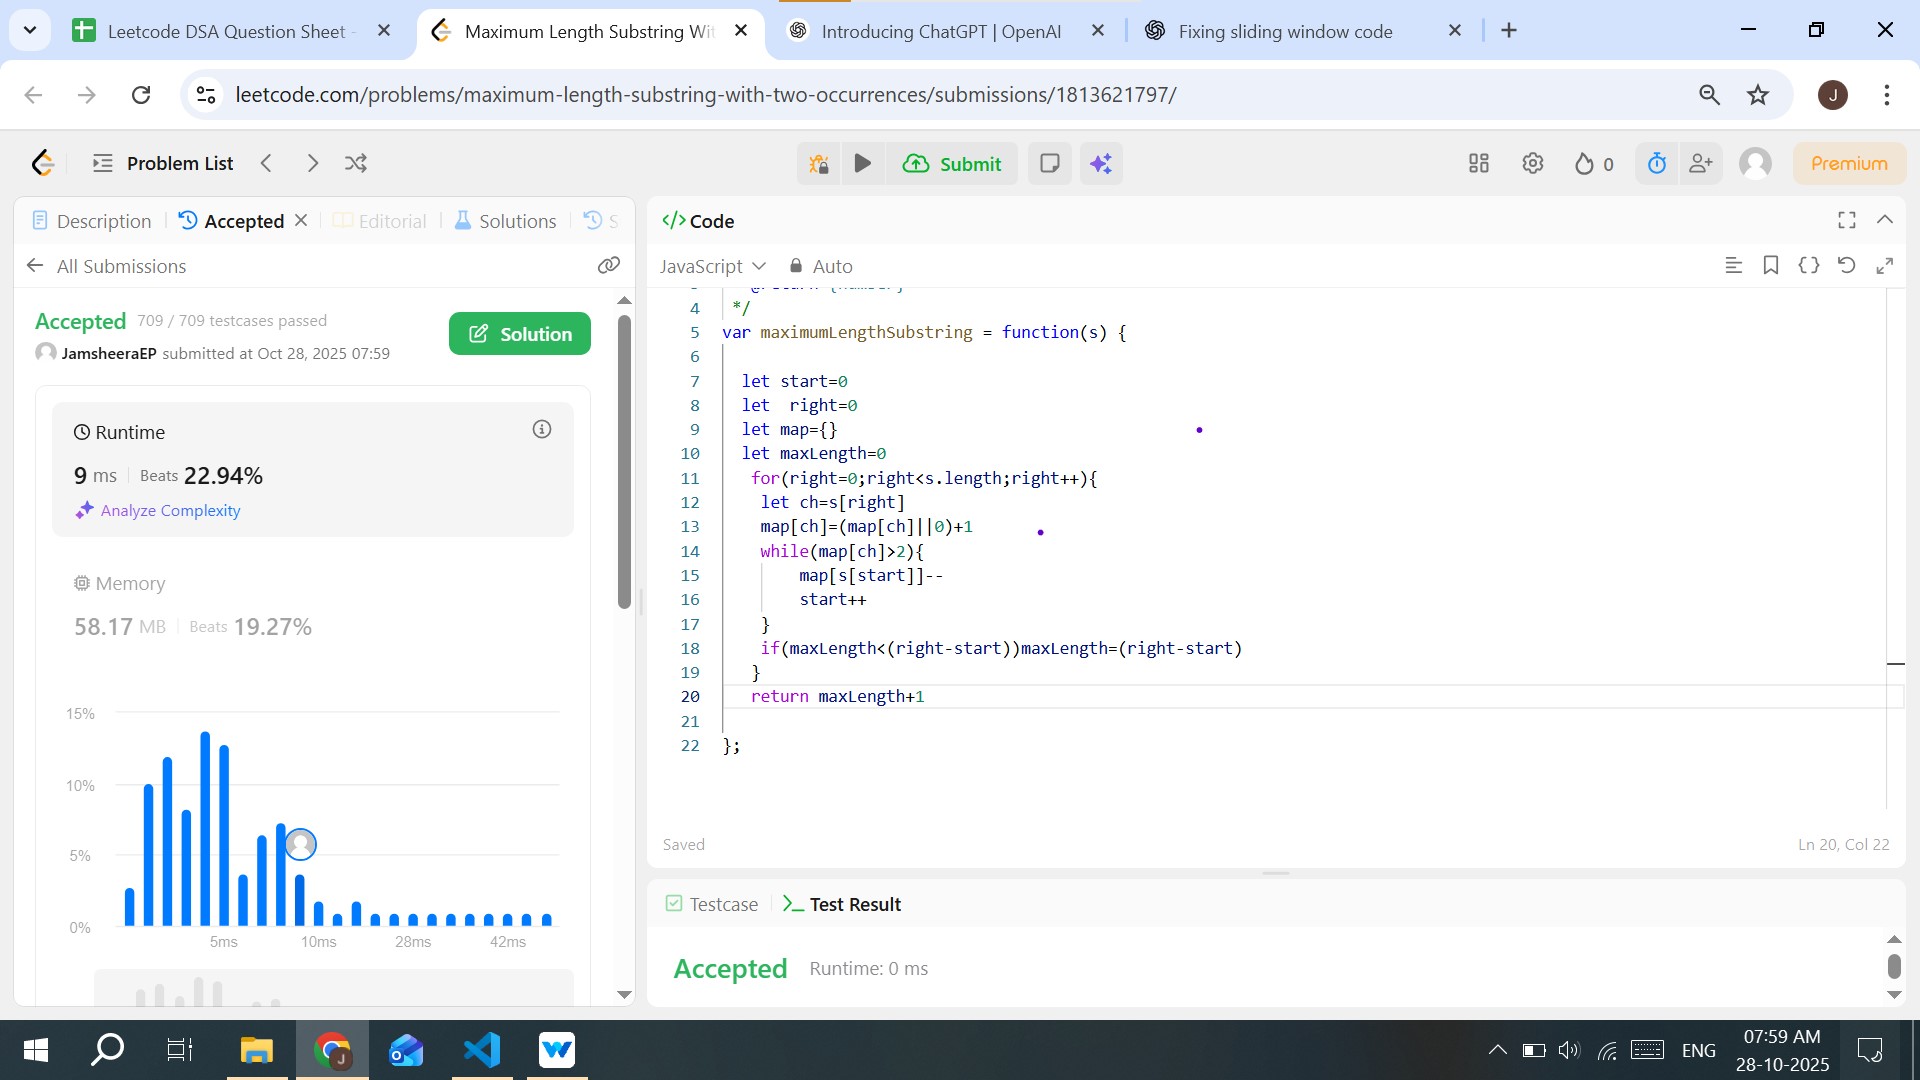 Leetcode DSA Question Sheet -
Maximum Length Substring Wit
Introducing ChatGPT | OpenAI
Fixing sliding window code
leetcode.com/problems/maximum-length-substring-with-two-occurrences/submissions/1813621797/
J
Problem List
Submit
0
Premium
Description
Accepted
Editorial
Solutions
S
</> Code
All Submissions
JavaScript
Auto
Accepted 709 / 709 testcases passed
JamsheeraEP submitted at Oct 28, 2025 07:59
Solution
Runtime
9 ms
Beats 22.94%
Analyze Complexity
Memory
58.17 MB
Beats 19.27%
15%
10%
5%
0%
5ms
10ms
28ms
42ms
4 */
5 var maximumLengthSubstring = function(s) {
6
7 let start=0
8 let  right=0
9 let map={}
10 let maxLength=0
11 for(right=0;right<s.length;right++){
12 let ch=s[right]
13 map[ch]=(map[ch]||0)+1
14 while(map[ch]>2){
15 map[s[start]]--
16 start++
17 }
18 if(maxLength<(right-start))maxLength=(right-start)
19 }
20 return maxLength+1
21
22 };
Saved
Ln 20, Col 22
Testcase
Test Result
Accepted
Runtime: 0 ms
ENG
07:59 AM
28-10-2025